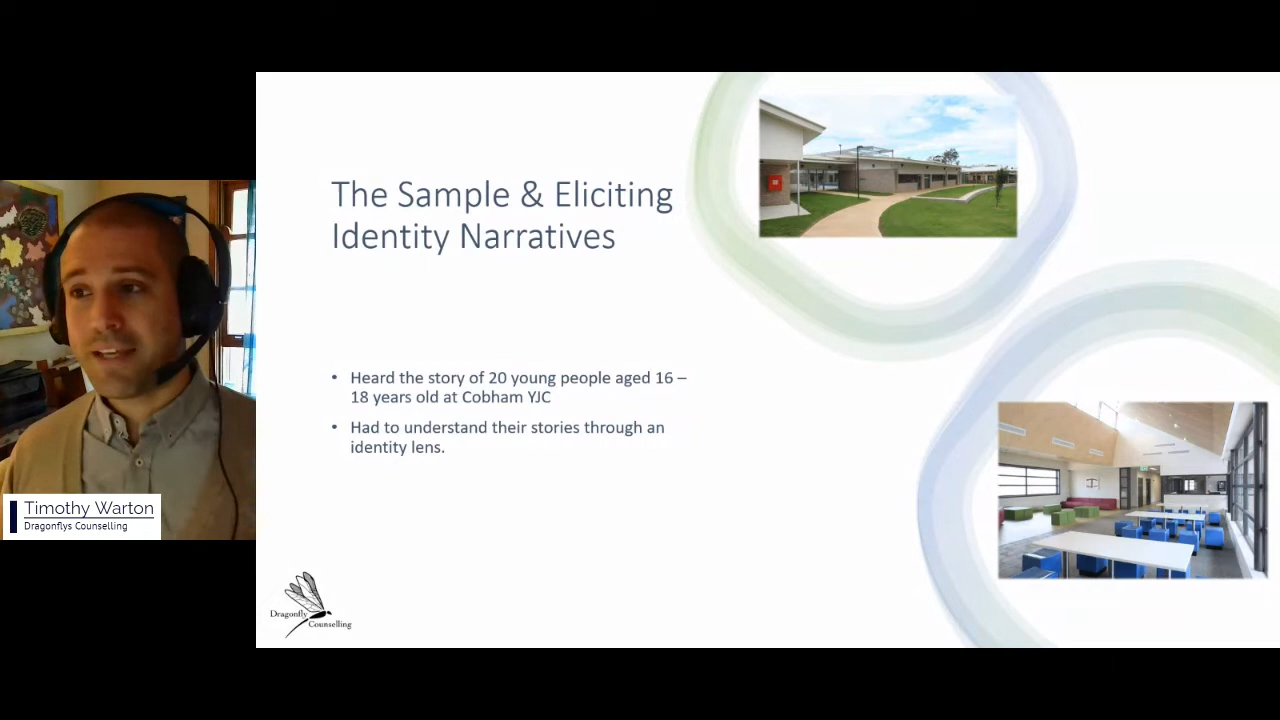 The Sample & Eliciting
Identity Narratives
• Heard the story of 20 young people aged 16 –
18 years old at Cobham YJC
• Had to understand their stories through an
identity lens.
Timothy Warton
Dragonflys Counselling
Dragonfly
Counselling